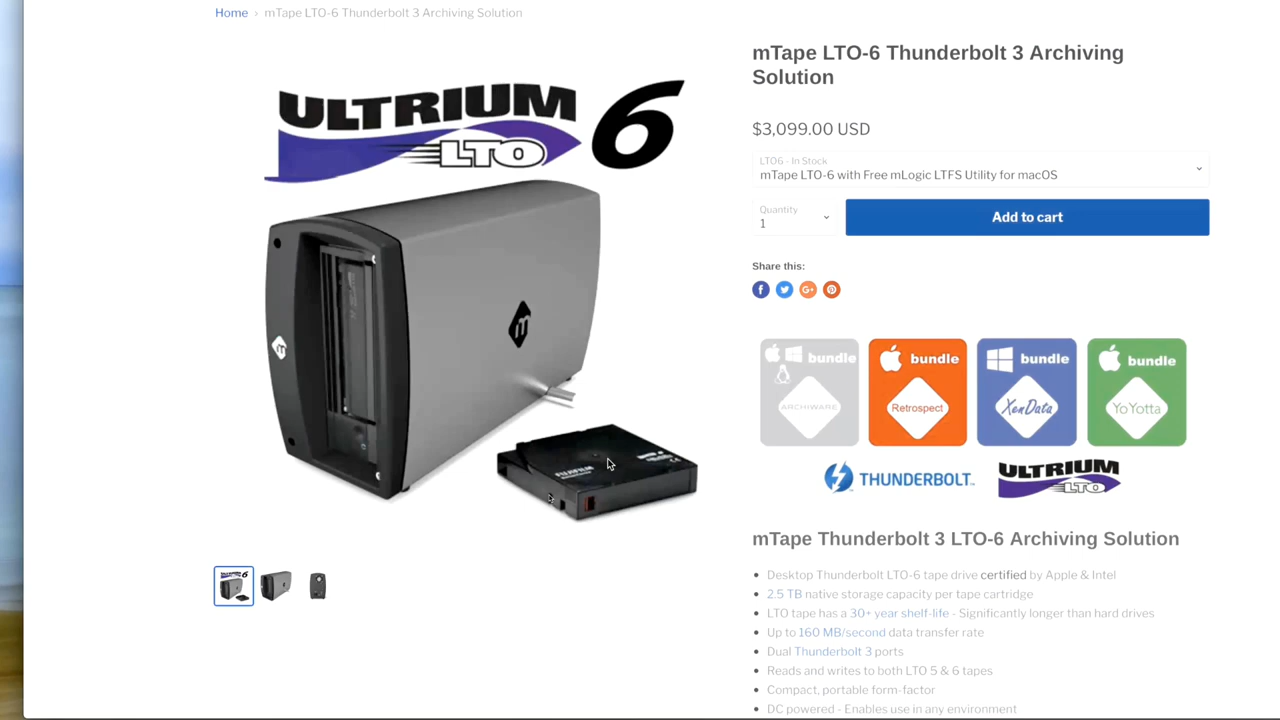 Home › mTape LTO-6 Thunderbolt 3 Archiving Solution
ULTRIUM
LTO
6
m
m
FUJIFILM
mTape LTO-6 Thunderbolt 3 Archiving
Solution
$3,099.00 USD
LTO6 - In Stock
mTape LTO-6 with Free mLogic LTFS Utility for macOS
Quantity
1
Add to cart
Share this:
bundle
ARCHIWARE
bundle
Retrospect
bundle
XenData
bundle
YoYotta
THUNDERBOLT.
ULTRIUM
LTO
mTape Thunderbolt 3 LTO-6 Archiving Solution
Desktop Thunderbolt LTO-6 tape drive certified by Apple & Intel
2.5 TB native storage capacity per tape cartridge
LTO tape has a 30+ year shelf-life - Significantly longer than hard drives
Up to 160 MB/second data transfer rate
Dual Thunderbolt 3 ports
Reads and writes to both LTO 5 & 6 tapes
Compact, portable form-factor
DC powered - Enables use in any environment